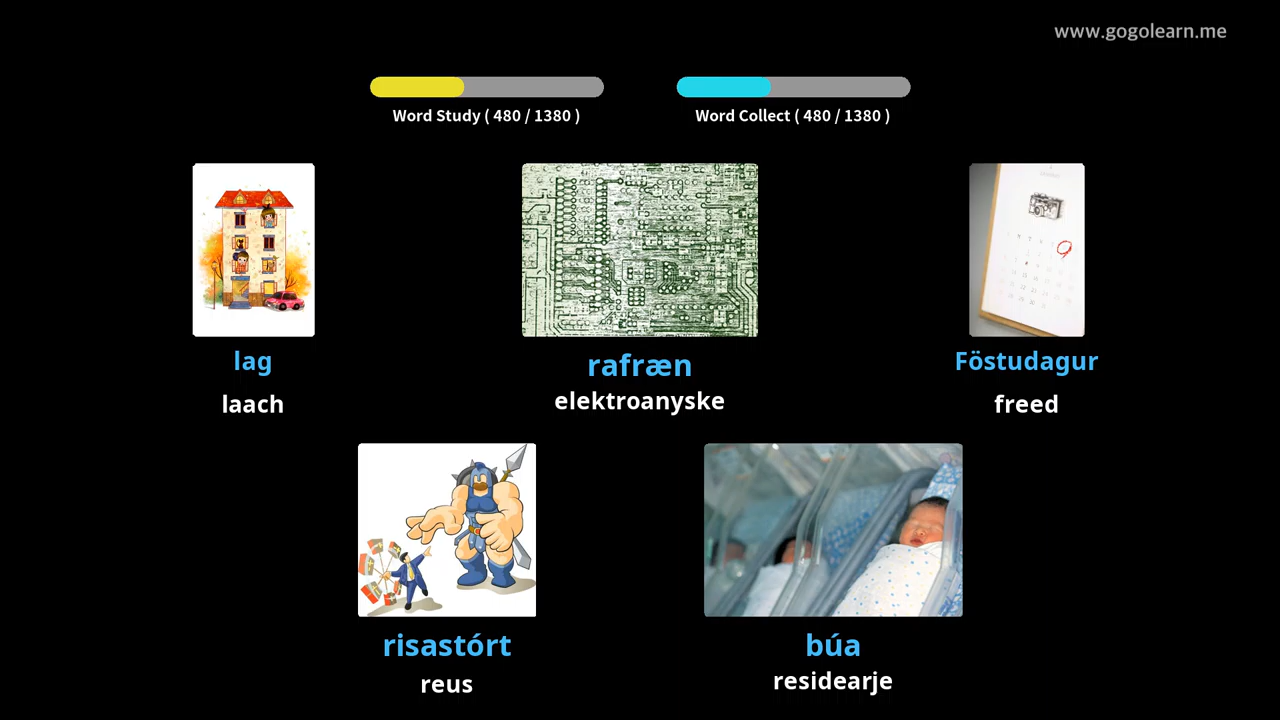 www.gogolearn.me
Word Study ( 480 / 1380 )
Word Collect ( 480 / 1380 )
lag
laach
rafræn
elektroanyske
Föstudagur
freed
risastórt
reus
búa
residearje